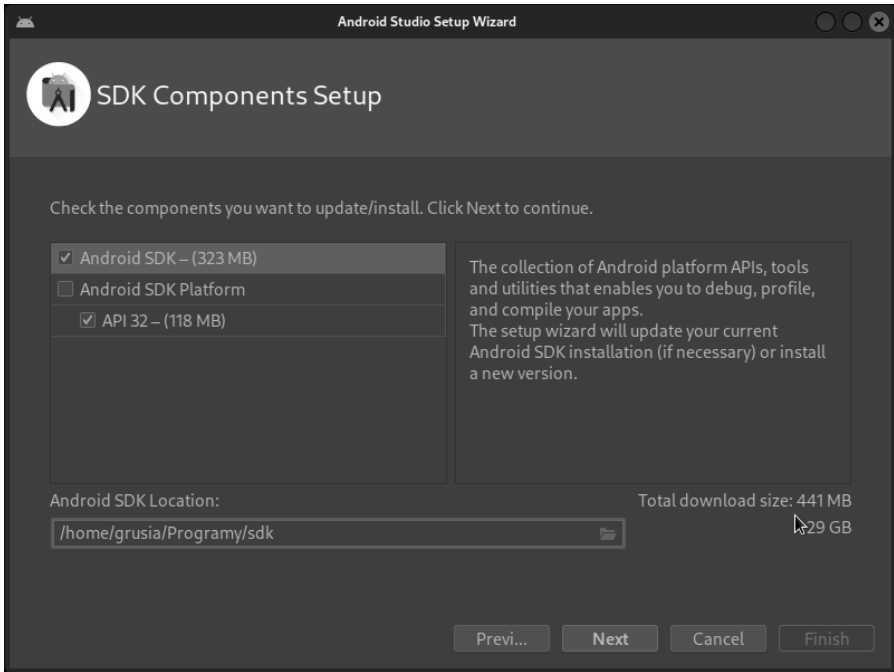 Android Studio Setup Wizard
SDK Components Setup
Check the components you want to update/install. Click Next to continue.
Android SDK – (323 MB)
Android SDK Platform
API 32 – (118 MB)
The collection of Android platform APIs, tools
and utilities that enables you to debug, profile,
and compile your apps.
The setup wizard will update your current
Android SDK installation (if necessary) or install
a new version.
Android SDK Location:
/home/grusia/Programy/sdk
Total download size: 441 MB
29 GB
Previ...
Next
Cancel
Finish